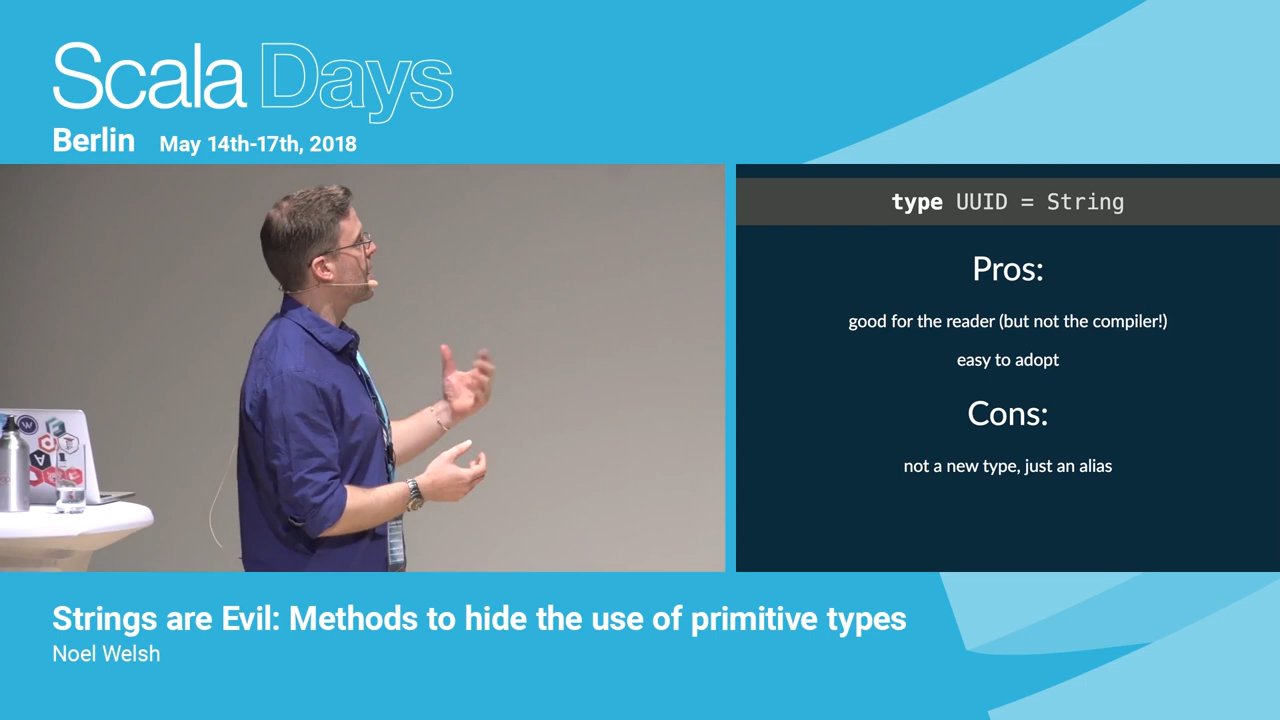 Scala Days
Berlin May 14th-17th, 2018
type UUID = String
Pros:
good for the reader (but not the compiler!)
easy to adopt
Cons:
not a new type, just an alias
W
A
Strings are Evil: Methods to hide the use of primitive types
Noel Welsh